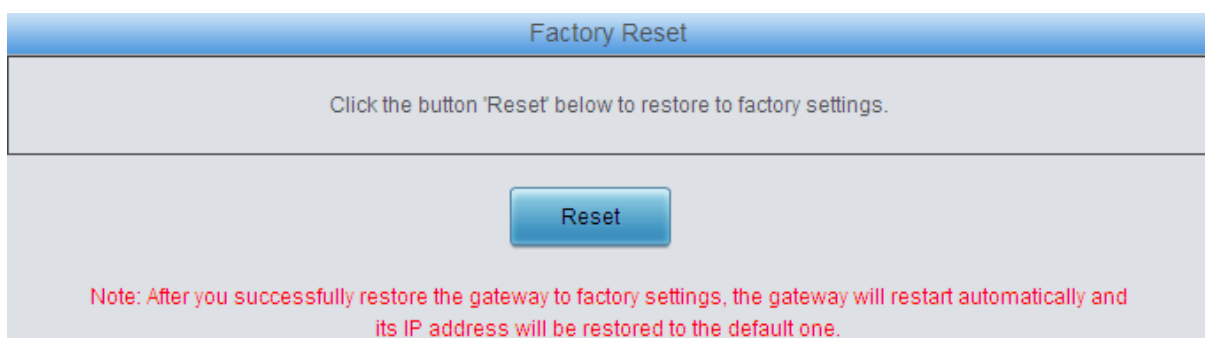 Factory Reset
Click the button 'Reset' below to restore to factory settings.
Reset
Note: After you successfully restore the gateway to factory settings, the gateway will restart automatically and
its IP address will be restored to the default one.